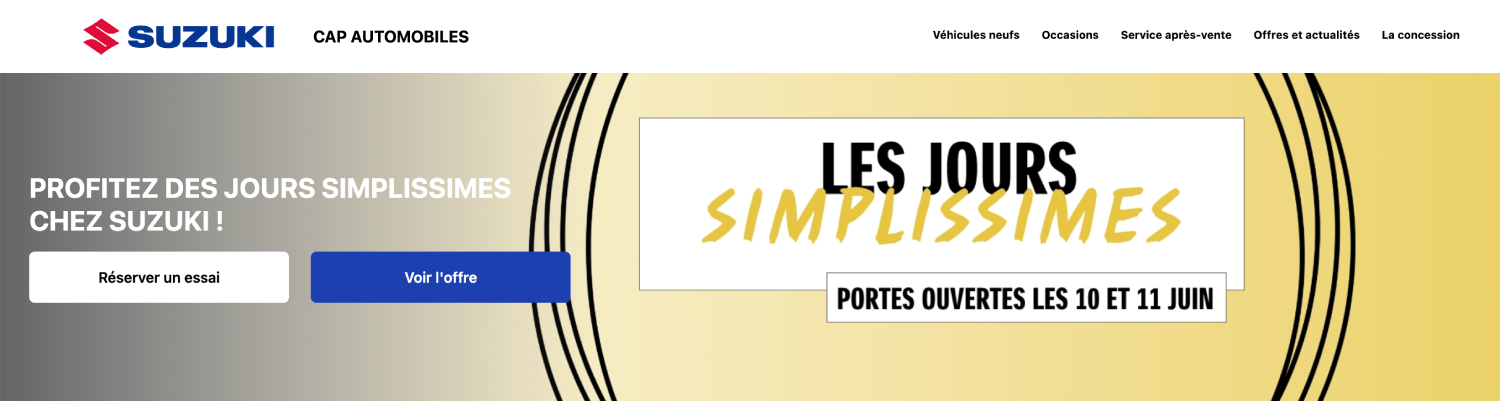 SUZUKI
CAP AUTOMOBILES
Véhicules neufs
Occasions
Service après-vente
Offres et actualités
La concession
PROFITEZ DES JOURS SIMPLISSIMES
CHEZ SUZUKI !
Réserver un essai
Voir l'offre
LES JOURS
SIMPLISSIMES
PORTES OUVERTES LES 10 ET 11 JUIN